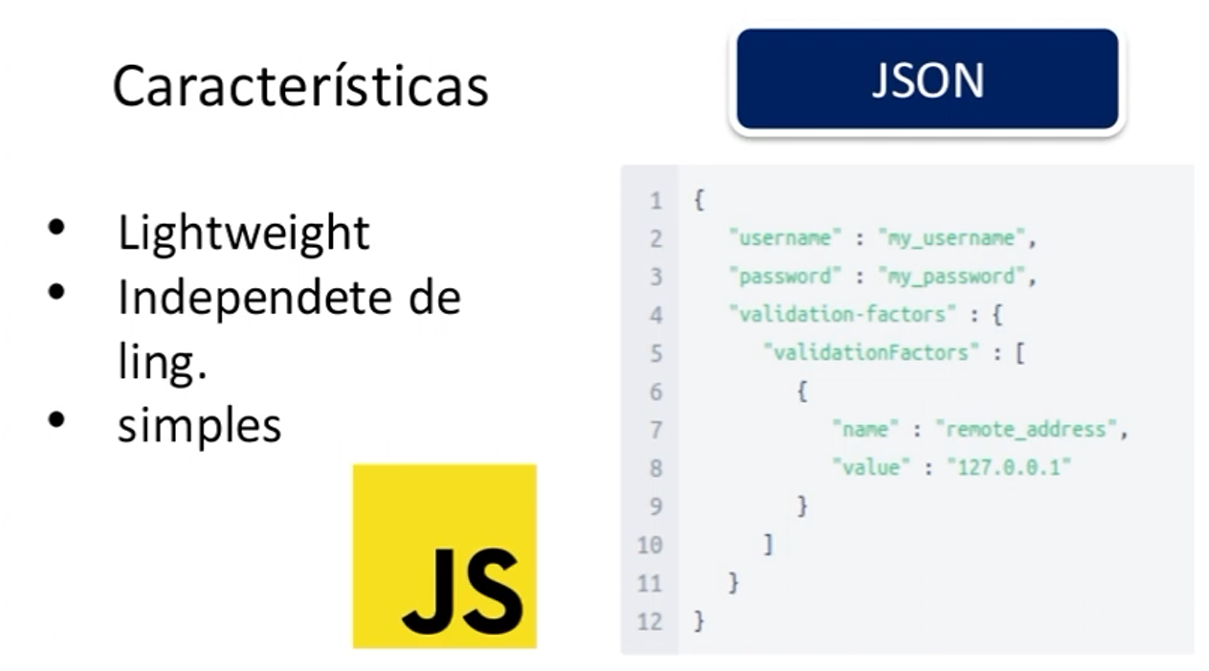 Características
• Lightweight
• Independete de
ling.
• simples
JS
JSON
1 {
2 "username" : "my_username",
3 "password" : "my_password",
4 "validation-factors" : {
5 "validationFactors" : [
6 {
7 "name" : "remote_address",
8 "value" : "127.0.0.1"
9 }
10 ]
11 }
12 }